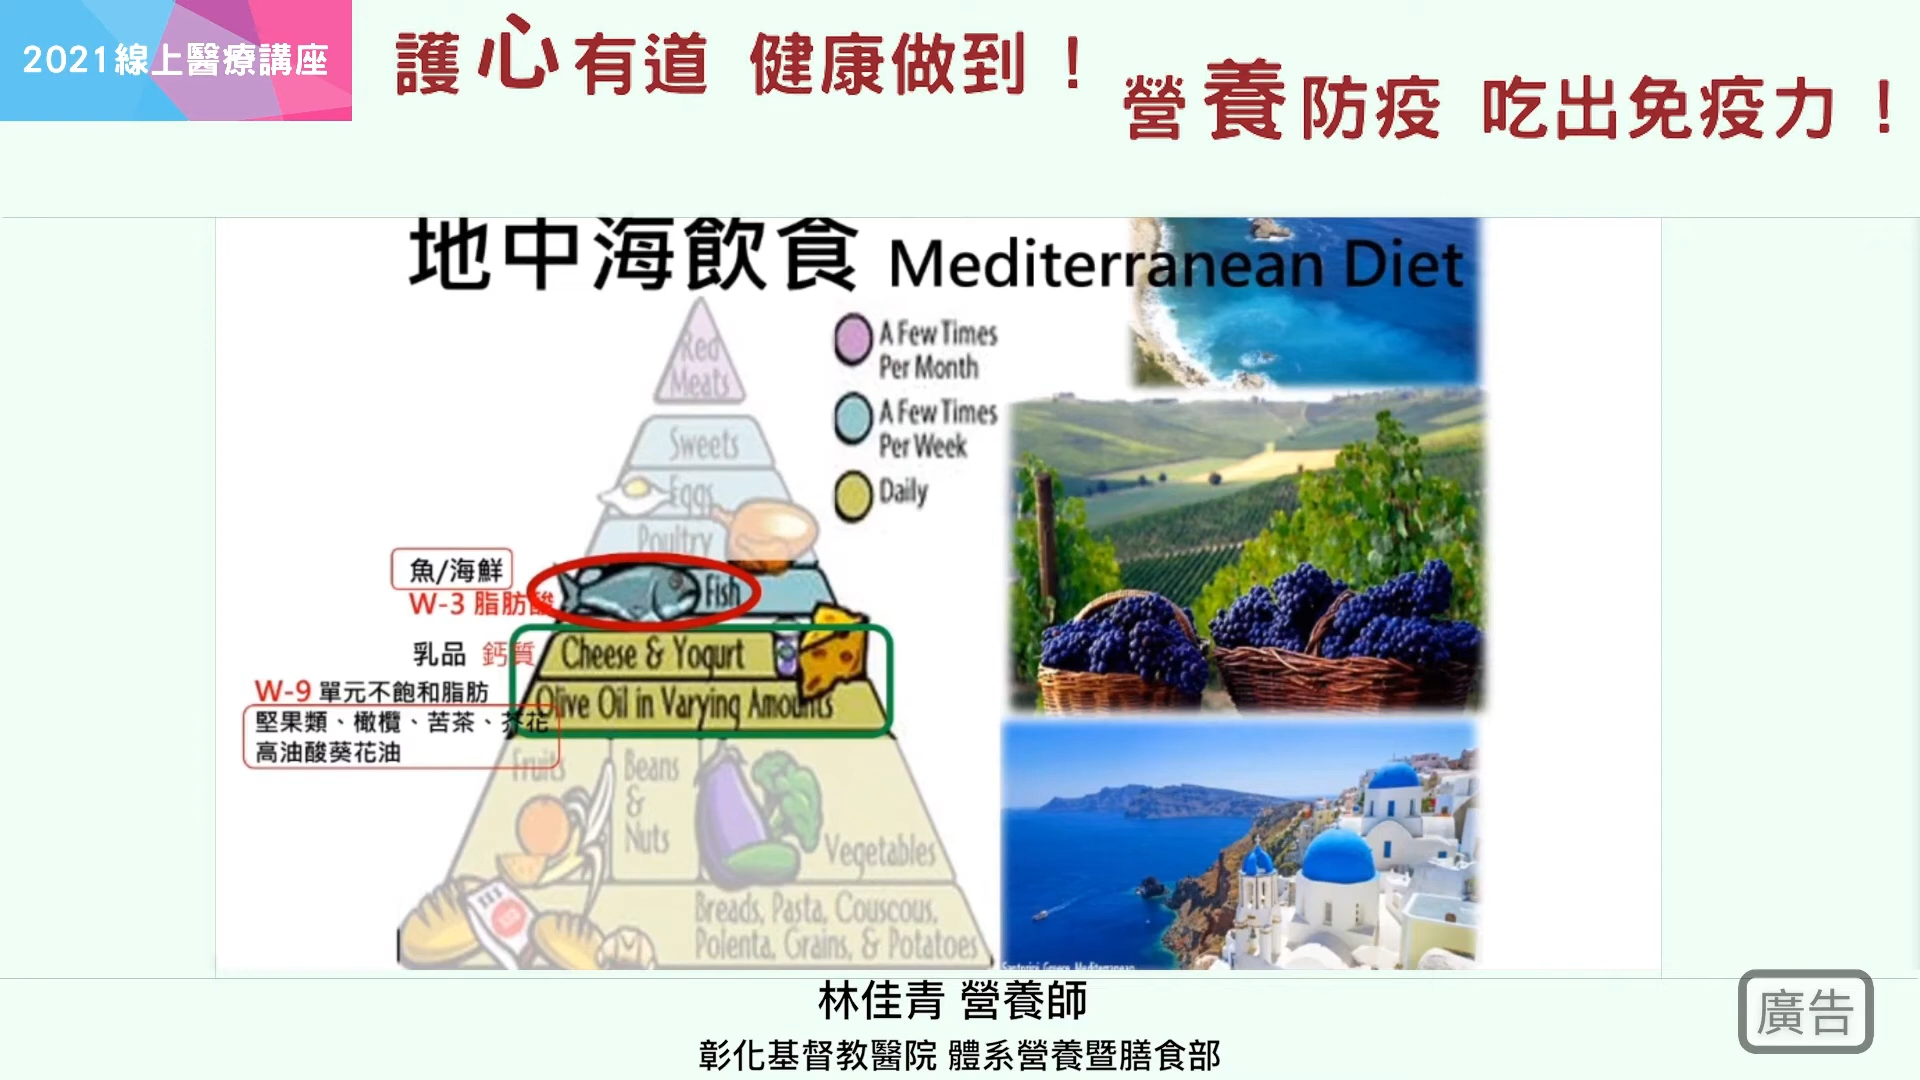 2021線上醫療講座
護心有道 健康做到！
營養防疫 吃出免疫力！
地中海飲食 Mediterranean Diet
Red
Meats
Sweets
Eggs
Poultry
Fish
Cheese & Yogurt
Olive Oil in Varying Amounts
Fruits
Beans
&
Nuts
Vegetables
Breads, Pasta, Couscous,
Polenta, Grains, & Potatoes
A Few Times
Per Month
A Few Times
Per Week
Daily
魚/海鮮
W-3 脂肪酸
乳品 鈣質
W-9 單元不飽和脂肪
堅果類、橄欖、苦茶、芥花
高油酸葵花油
Santorini, Greece, Mediterranean
林佳青 營養師
彰化基督教醫院 體系營養暨膳食部
廣告